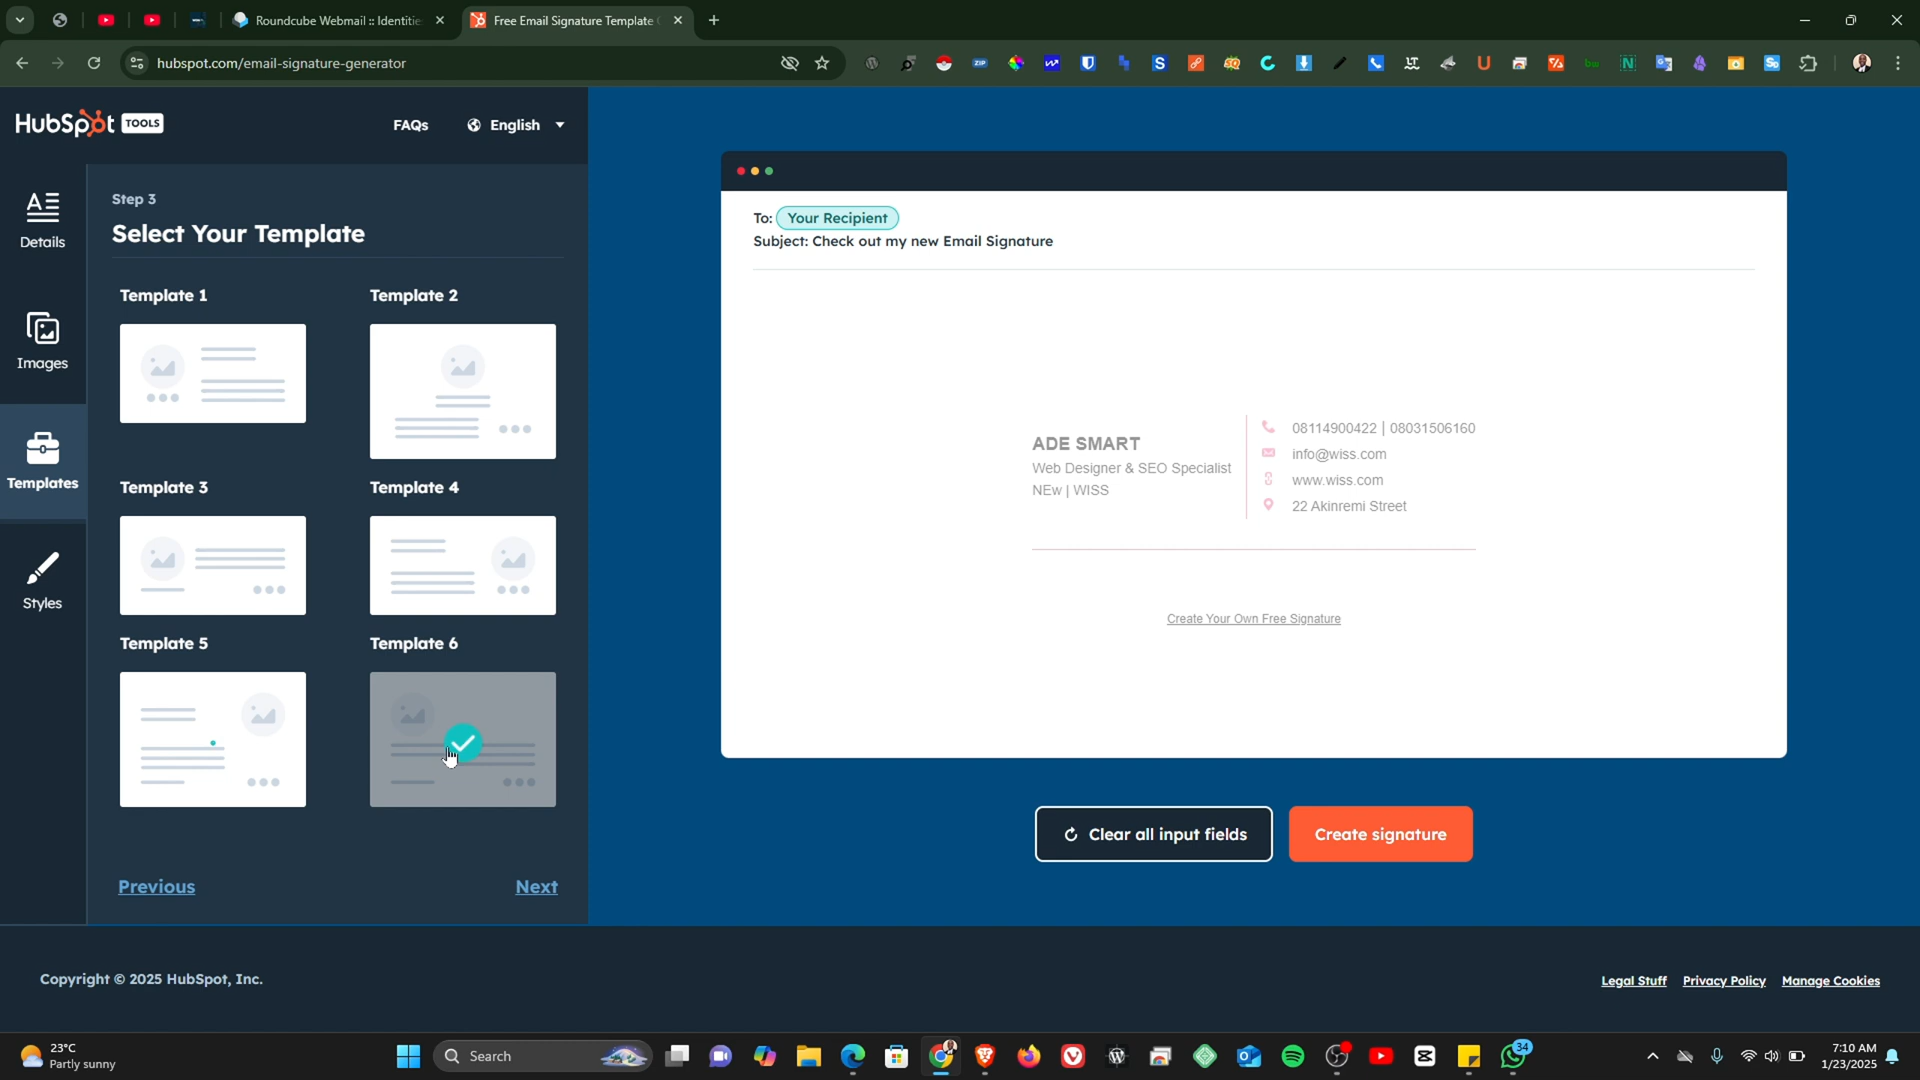 Roundcube Webmail :: Identitie
Free Email Signature Template
hubspot.com/email-signature-generator
HubSpot TOOLS
FAQs
English
Details
Images
Templates
Styles
Step 3
Select Your Template
Template 1
Template 2
Template 3
Template 4
Template 5
Template 6
Previous
Next
To: Your Recipient
Subject: Check out my new Email Signature
ADE SMART
Web Designer & SEO Specialist
NEw | WISS
08114900422 | 08031506160
info@wiss.com
www.wiss.com
22 Akinremi Street
Create Your Own Free Signature
Clear all input fields
Create signature
Copyright © 2025 HubSpot, Inc.
Legal Stuff
Privacy Policy
Manage Cookies
23°C
Partly sunny
Search
34
7:10 AM
1/23/2025